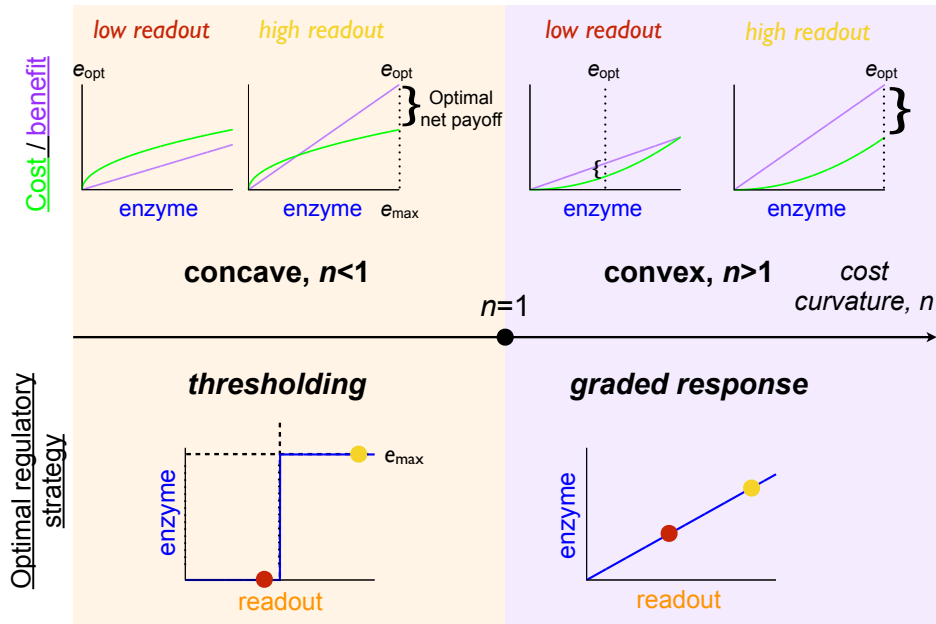 Cost / benefit
low readout
high readout
e_opt
enzyme
e_opt
} Optimal
net payoff
enzyme
e_max
low readout
high readout
e_opt
{
enzyme
e_opt
}
enzyme
concave, n<1
convex, n>1
cost
curvature, n
n=1
Optimal regulatory
strategy
thresholding
enzyme
e_max
readout
graded response
enzyme
readout